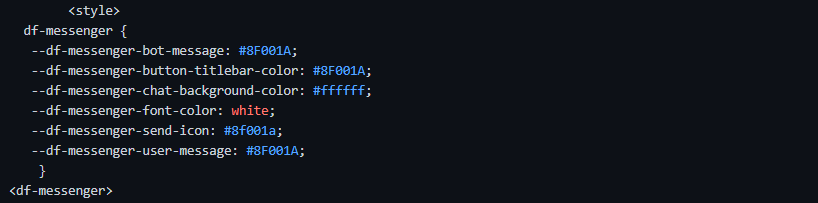 <style>
df-messenger {
--df-messenger-bot-message: #8F001A;
--df-messenger-button-titlebar-color: #8F001A;
--df-messenger-chat-background-color: #ffffff;
--df-messenger-font-color: white;
--df-messenger-send-icon: #8f001a;
--df-messenger-user-message: #8F001A;
}
<df-messenger>